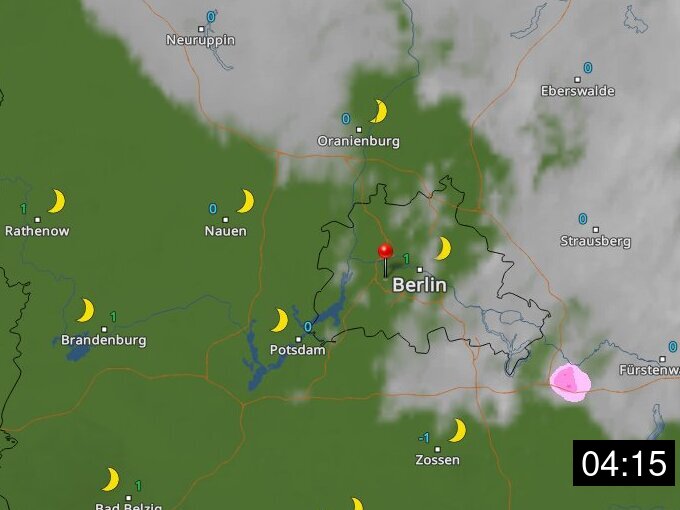 0
Neuruppin
0
Eberswalde
0
Oranienburg
1
Rathenow
0
Nauen
0
Strausberg
1
Berlin
1
Brandenburg
0
Potsdam
0
Fürstenwa
-1
Zossen
04:15
1
Bad Belzig